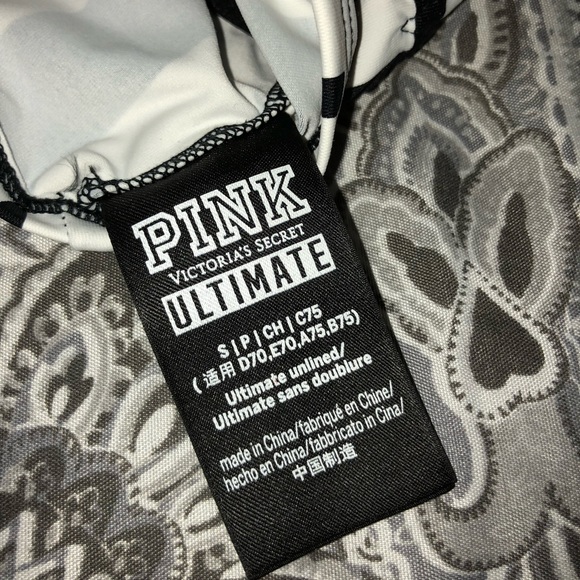 PINK
VICTORIA'S SECRET
ULTIMATE
S|P|CH|C75
(适用 D70,E70,A75,B75)
Ultimate unlined/
Ultimate sans doublure
made in China/fabriqué en Chine/
hecho en China/fabbricato in Cina/
中国制造